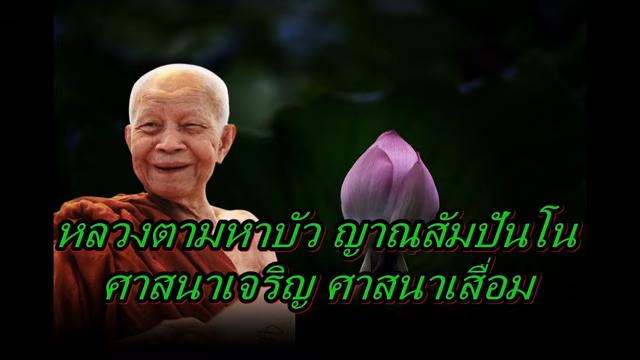 หลวงตามหาบัว ญาณสัมปันโน
ศาสนาเจริญ ศาสนาเสื่อม